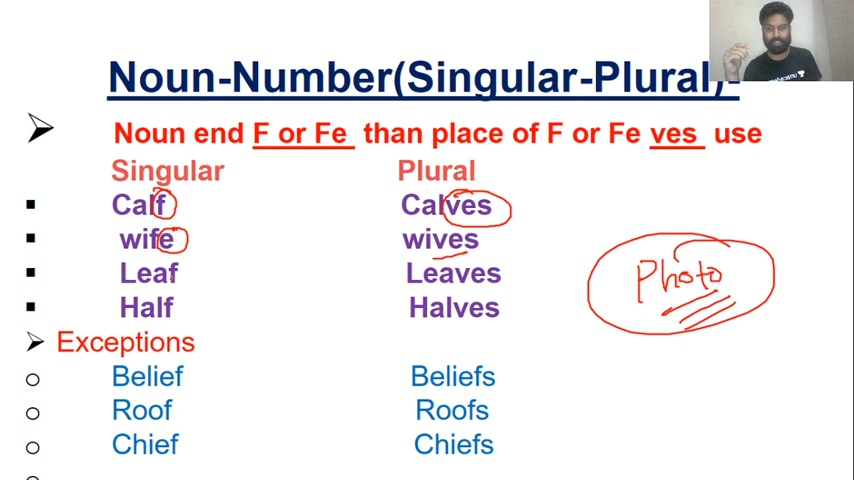 Noun-Number(Singular-Plural)-
Noun end F or Fe than place of F or Fe ves use
Singular Plural
Calf Calves
wife wives
Leaf Leaves
Half Halves
Photo
Exceptions
Belief Beliefs
Roof Roofs
Chief Chiefs